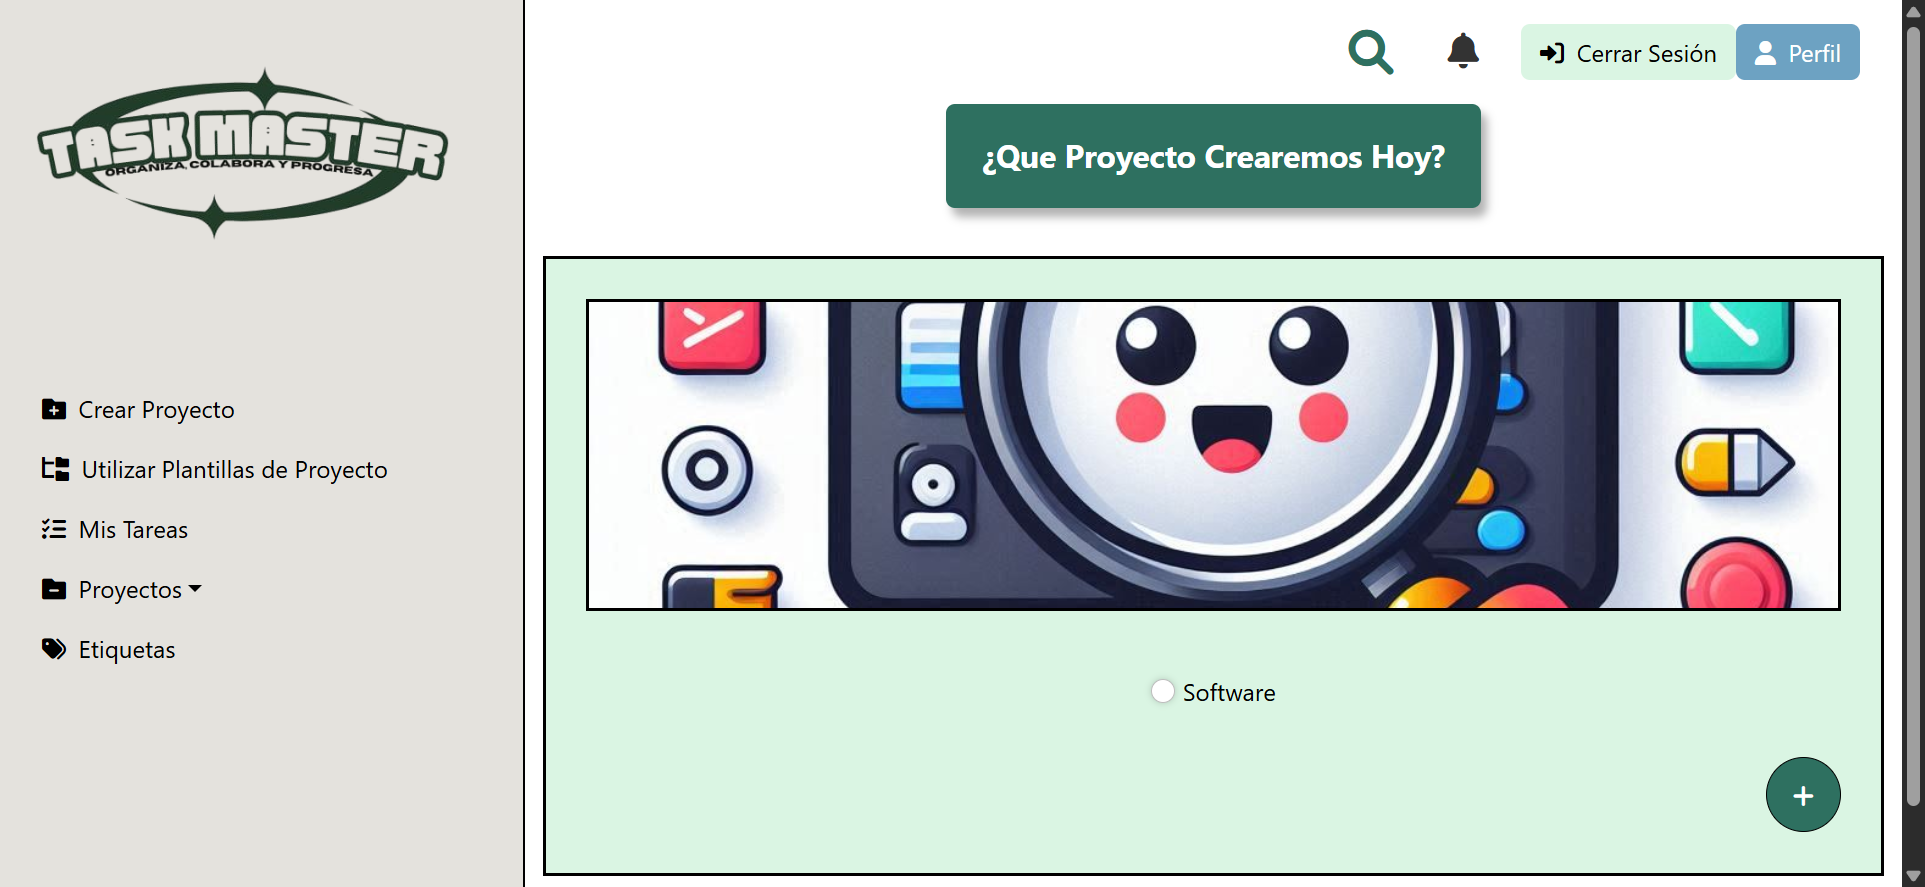 TASK MASTER
ORGANIZA, COLABORA Y PROGRESA
Crear Proyecto
Utilizar Plantillas de Proyecto
Mis Tareas
Proyectos
Etiquetas
Cerrar Sesión
Perfil
¿Que Proyecto Crearemos Hoy?
Software